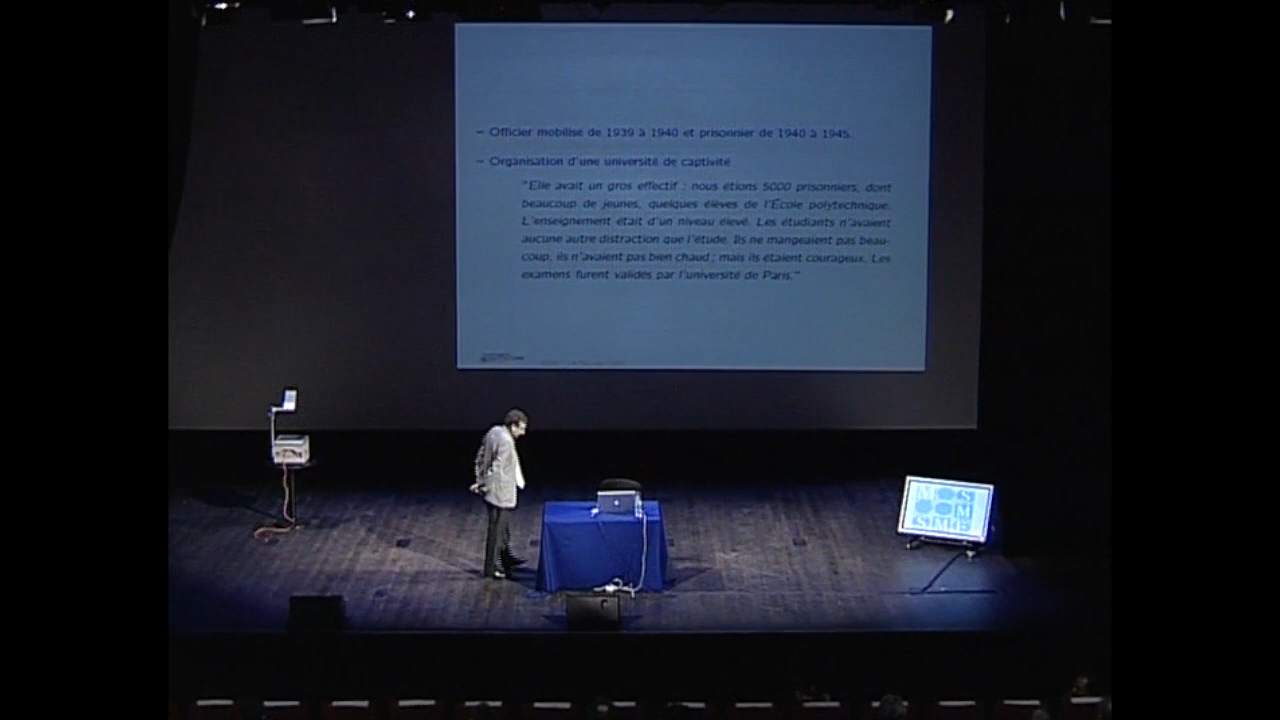 – Officier mobilisé de 1939 à 1940 et prisonnier de 1940 à 1945.
– Organisation d'une université de captivité
"Elle avait un gros effectif ; nous étions 5000 prisonniers, dont
beaucoup de jeunes, quelques élèves de l'École polytechnique.
L'enseignement était d'un niveau élevé. Les étudiants n'avaient
aucune autre distraction que l'étude. Ils ne mangeaient pas beau-
coup, ils n'avaient pas bien chaud ; mais ils étaient courageux. Les
examens furent validés par l'université de Paris."
M S
M
SMF